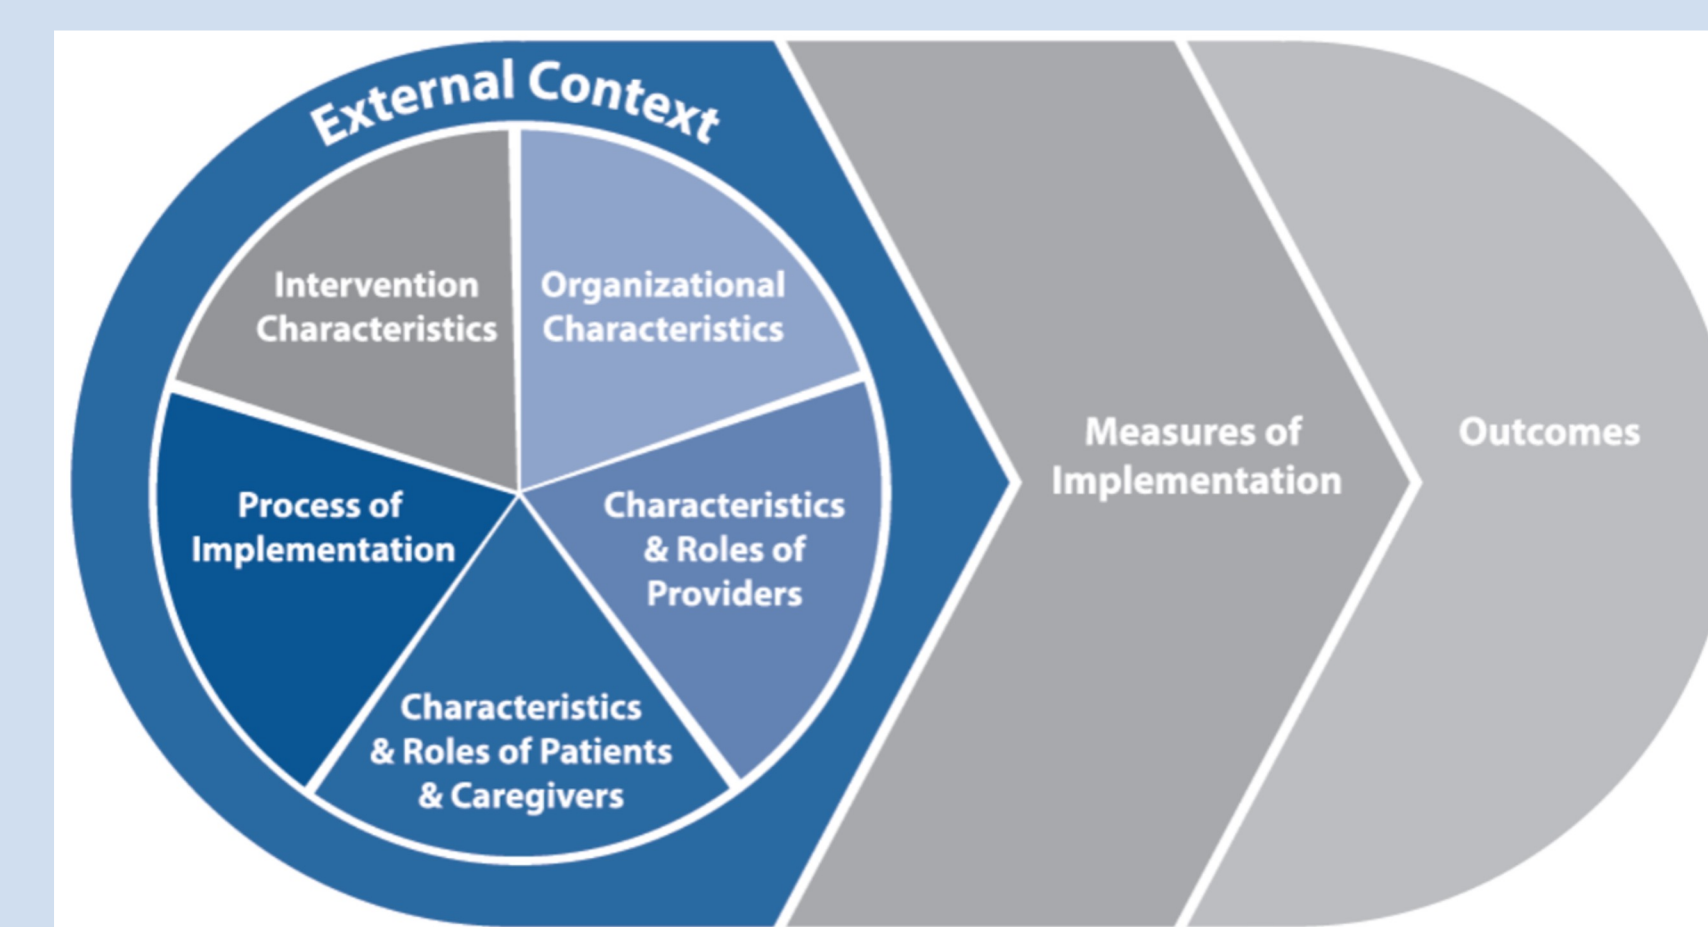 External Context
Intervention
Characteristics
Organizational
Characteristics
Process of
Implementation
Characteristics
& Roles of
Providers
Characteristics
& Roles of Patients
& Caregivers
Measures of
Implementation
Outcomes